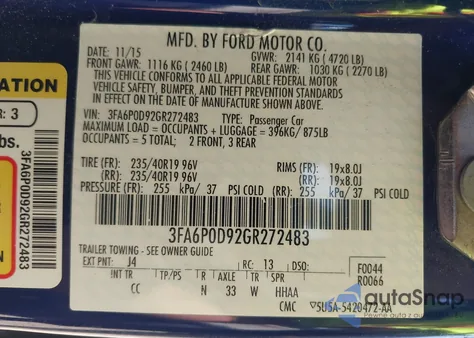 MFD. BY FORD MOTOR CO.
DATE: 11/15 GVWR: 2141 KG ( 4720 LB)
FRONT GAWR: 1116 KG ( 2460 LB) REAR GAWR: 1030 KG ( 2270 LB)
THIS VEHICLE CONFORMS TO ALL APPLICABLE FEDERAL MOTOR
VEHICLE SAFETY, BUMPER, AND THEFT PREVENTION STANDARDS
IN EFFECT ON THE DATE OF MANUFACTURE SHOWN ABOVE.
VIN: 3FA6P0D92GR272483 TYPE: Passenger Car
MAXIMUM LOAD = OCCUPANTS + LUGGAGE = 396KG/ 875LB
OCCUPANTS = 5 TOTAL; 2 FRONT, 3 REAR
TIRE (FR): 235/40R19 96V RIMS (FR): 19x8.0J
(RR): 235/40R19 96V (RR): 19x8.0J
PRESSURE (FR): 255 kPa/ 37 PSI COLD (RR): 255 kPa/ 37 PSI COLD
3FA6P0D92GR272483
TRAILER TOWING - SEE OWNER GUIDE
EXT PNT: J4 RC: 13 DSO: F0044
R0066
INT TR TP/PS R AXLE TR SPR
CC N 33 W HHAA
CMC 5U5A-5420472-AA
ATION
R: 3
lbs.
3FA6P0D92GR272483
autoSnap
Pewne auto z